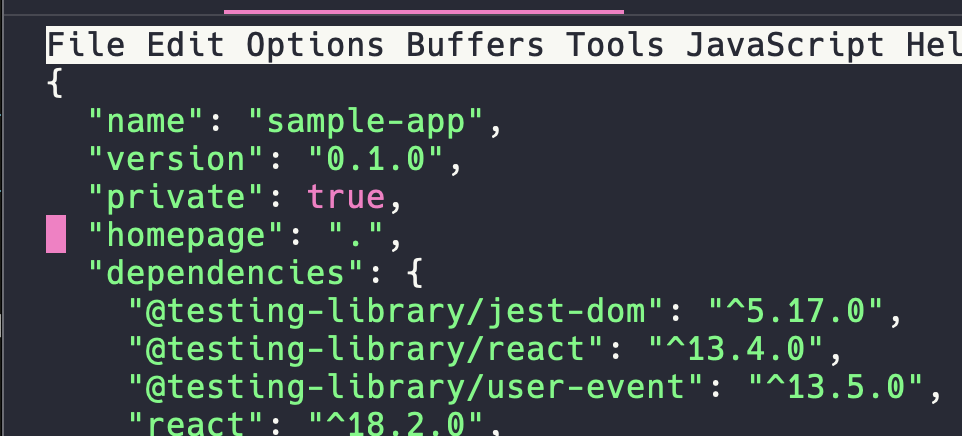 File Edit Options Buffers Tools JavaScript Hel
{
  "name": "sample-app",
  "version": "0.1.0",
  "private": true,
  "homepage": ".",
  "dependencies": {
    "@testing-library/jest-dom": "^5.17.0",
    "@testing-library/react": "^13.4.0",
    "@testing-library/user-event": "^13.5.0",
    "react": "^18.2.0",